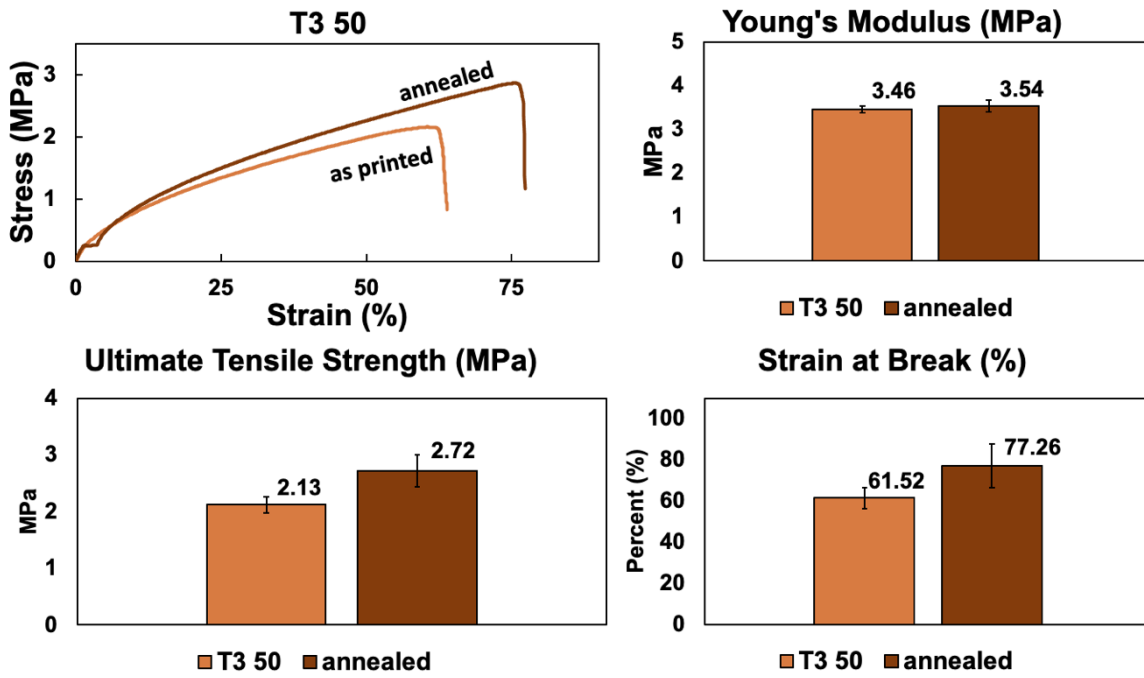 T3 50
Stress (MPa)
3
2
1
0
annealed
as printed
0 25 50 75
Strain (%)
Young's Modulus (MPa)
MPa
5
4
3
2
1
0
3.46 3.54
T3 50 annealed
Ultimate Tensile Strength (MPa)
MPa
4
3
2
1
0
2.13
2.72
T3 50 annealed
Strain at Break (%)
Percent (%)
100
80
60
40
20
0
61.52
77.26
T3 50 annealed